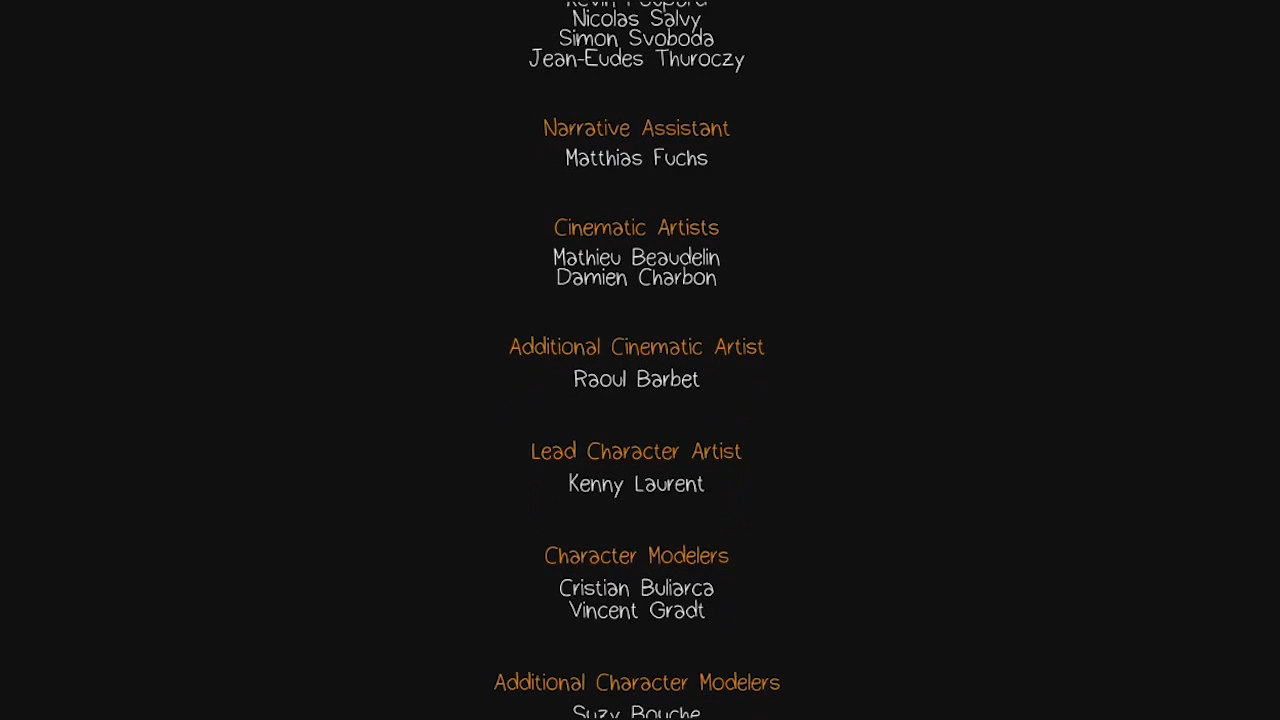 Nicolas Salvy
Simon Svoboda
Jean-Eudes Thuroczy
Narrative Assistant
Matthias Fuchs
Cinematic Artists
Mathieu Beaudelin
Damien Charbon
Additional Cinematic Artist
Raoul Barbet
Lead Character Artist
Kenny Laurent
Character Modelers
Cristian Buliarca
Vincent Gradt
Additional Character Modelers
Suzy Bouche